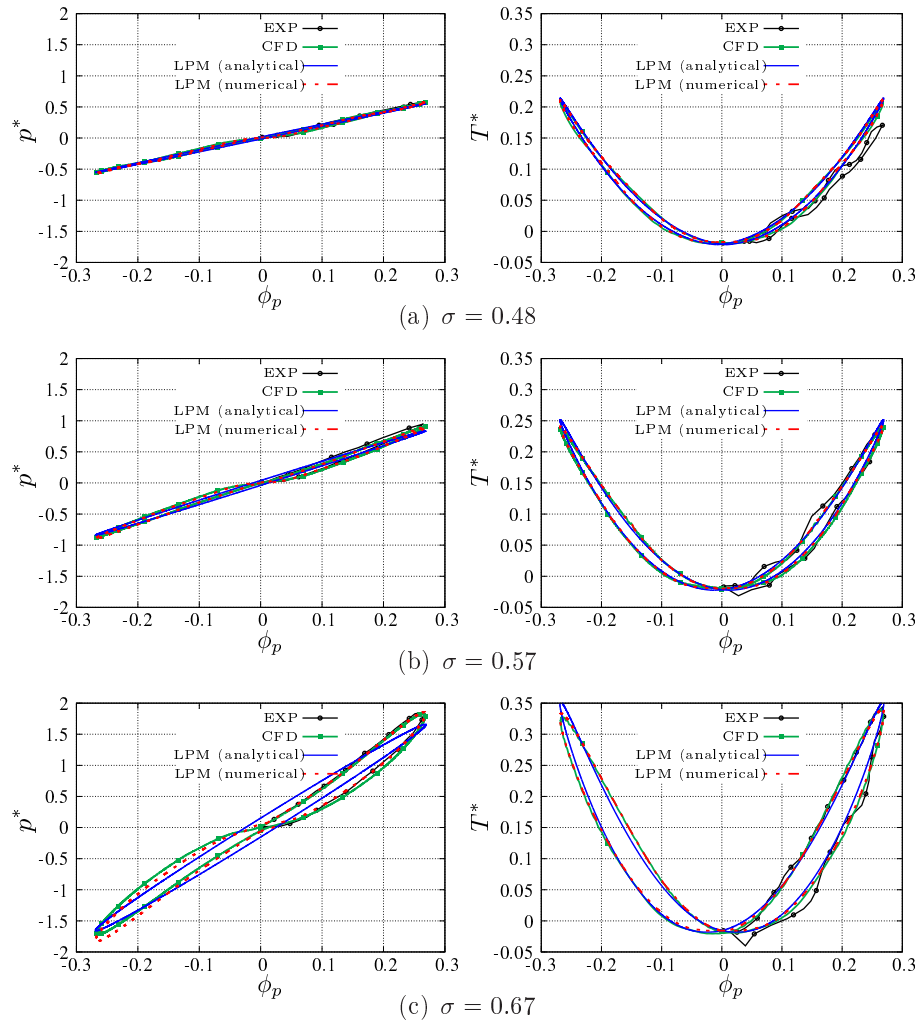 2
1.5
1
0.5
0
-0.5
-1
-1.5
-2
p*
-0.3 -0.2 -0.1 0 0.1 0.2 0.3
ϕp
EXP
CFD
LPM (analytical)
LPM (numerical)
0.35
0.3
0.25
0.2
0.15
0.1
0.05
0
-0.05
T*
-0.3 -0.2 -0.1 0 0.1 0.2 0.3
ϕp
EXP
CFD
LPM (analytical)
LPM (numerical)
(a) σ = 0.48
2
1.5
1
0.5
0
-0.5
-1
-1.5
-2
p*
-0.3 -0.2 -0.1 0 0.1 0.2 0.3
ϕp
EXP
CFD
LPM (analytical)
LPM (numerical)
0.35
0.3
0.25
0.2
0.15
0.1
0.05
0
-0.05
T*
-0.3 -0.2 -0.1 0 0.1 0.2 0.3
ϕp
EXP
CFD
LPM (analytical)
LPM (numerical)
(b) σ = 0.57
2
1.5
1
0.5
0
-0.5
-1
-1.5
-2
p*
-0.3 -0.2 -0.1 0 0.1 0.2 0.3
ϕp
EXP
CFD
LPM (analytical)
LPM (numerical)
0.35
0.3
0.25
0.2
0.15
0.1
0.05
0
-0.05
T*
-0.3 -0.2 -0.1 0 0.1 0.2 0.3
ϕp
EXP
CFD
LPM (analytical)
LPM (numerical)
(c) σ = 0.67